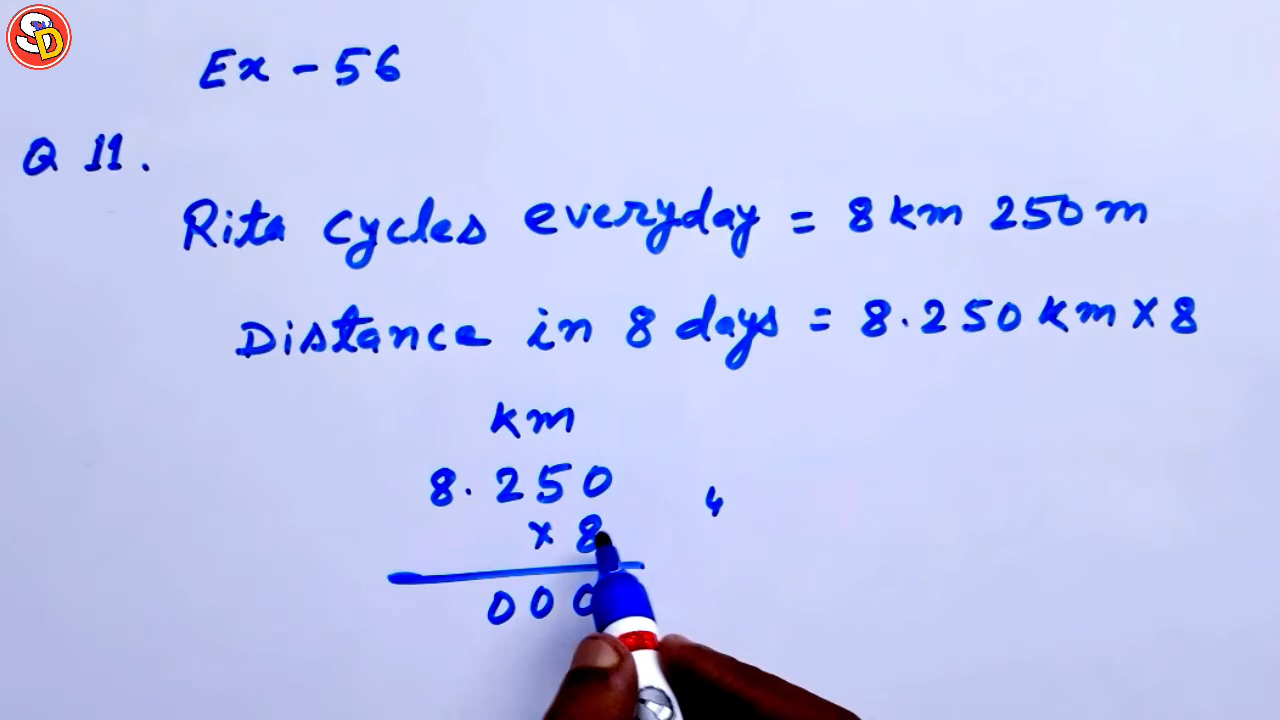 SD
Ex - 56
Q 11.
Rita cycles everyday = 8 km 250 m
Distance in 8 days = 8.250 km × 8
km
8.250
× 8
4
000